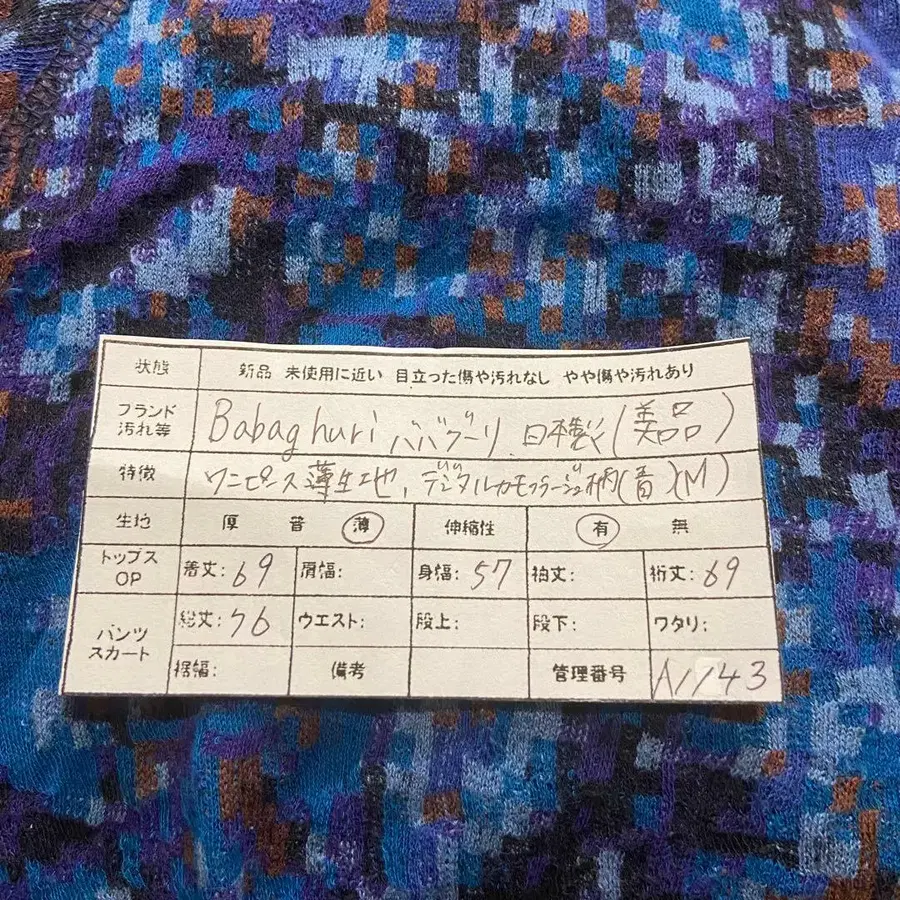 状態 新品 未使用に近い 目立った傷や汚れなし やや傷や汚れあり
ブランド 汚れ等 Babaghuri ババグーリ.日本製(美品)
特徴 ワンピース薄生地,デジタルカモフラージュ柄(青)(M)
生地 厚 普 薄 伸縮性 有 無
トップス OP 着丈:69 肩幅: 身幅:57 袖丈: 裄丈:69
パンツ スカート 総丈:76 ウエスト: 股上: 股下: ワタリ:
裾幅: 備考 管理番号 A1743